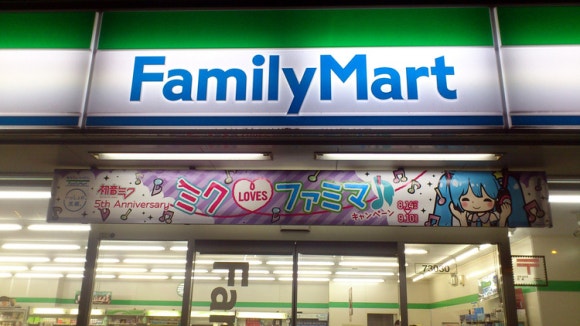 FamilyMart
初音ミク
5th Anniversary
ミク LOVES ファミマ
キャンペーン
Fa